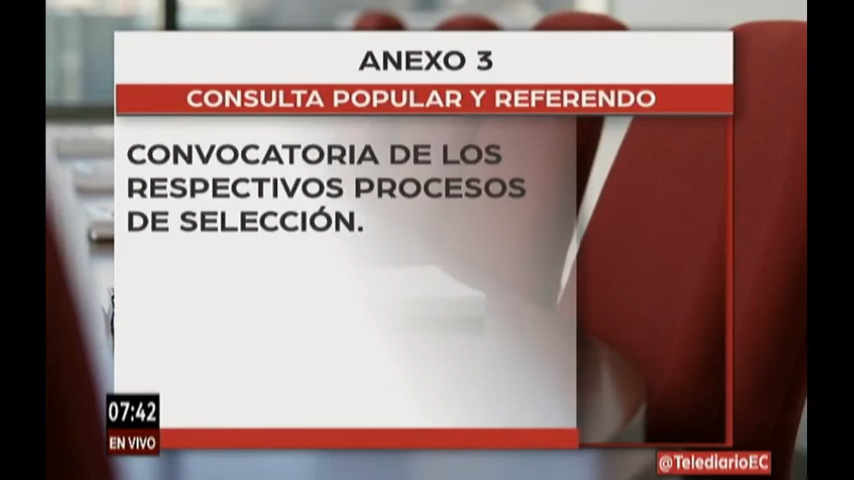 ANEXO 3
CONSULTA POPULAR Y REFERENDO
CONVOCATORIA DE LOS
RESPECTIVOS PROCESOS
DE SELECCIÓN.
07:42
EN VIVO
@TelediarioEC